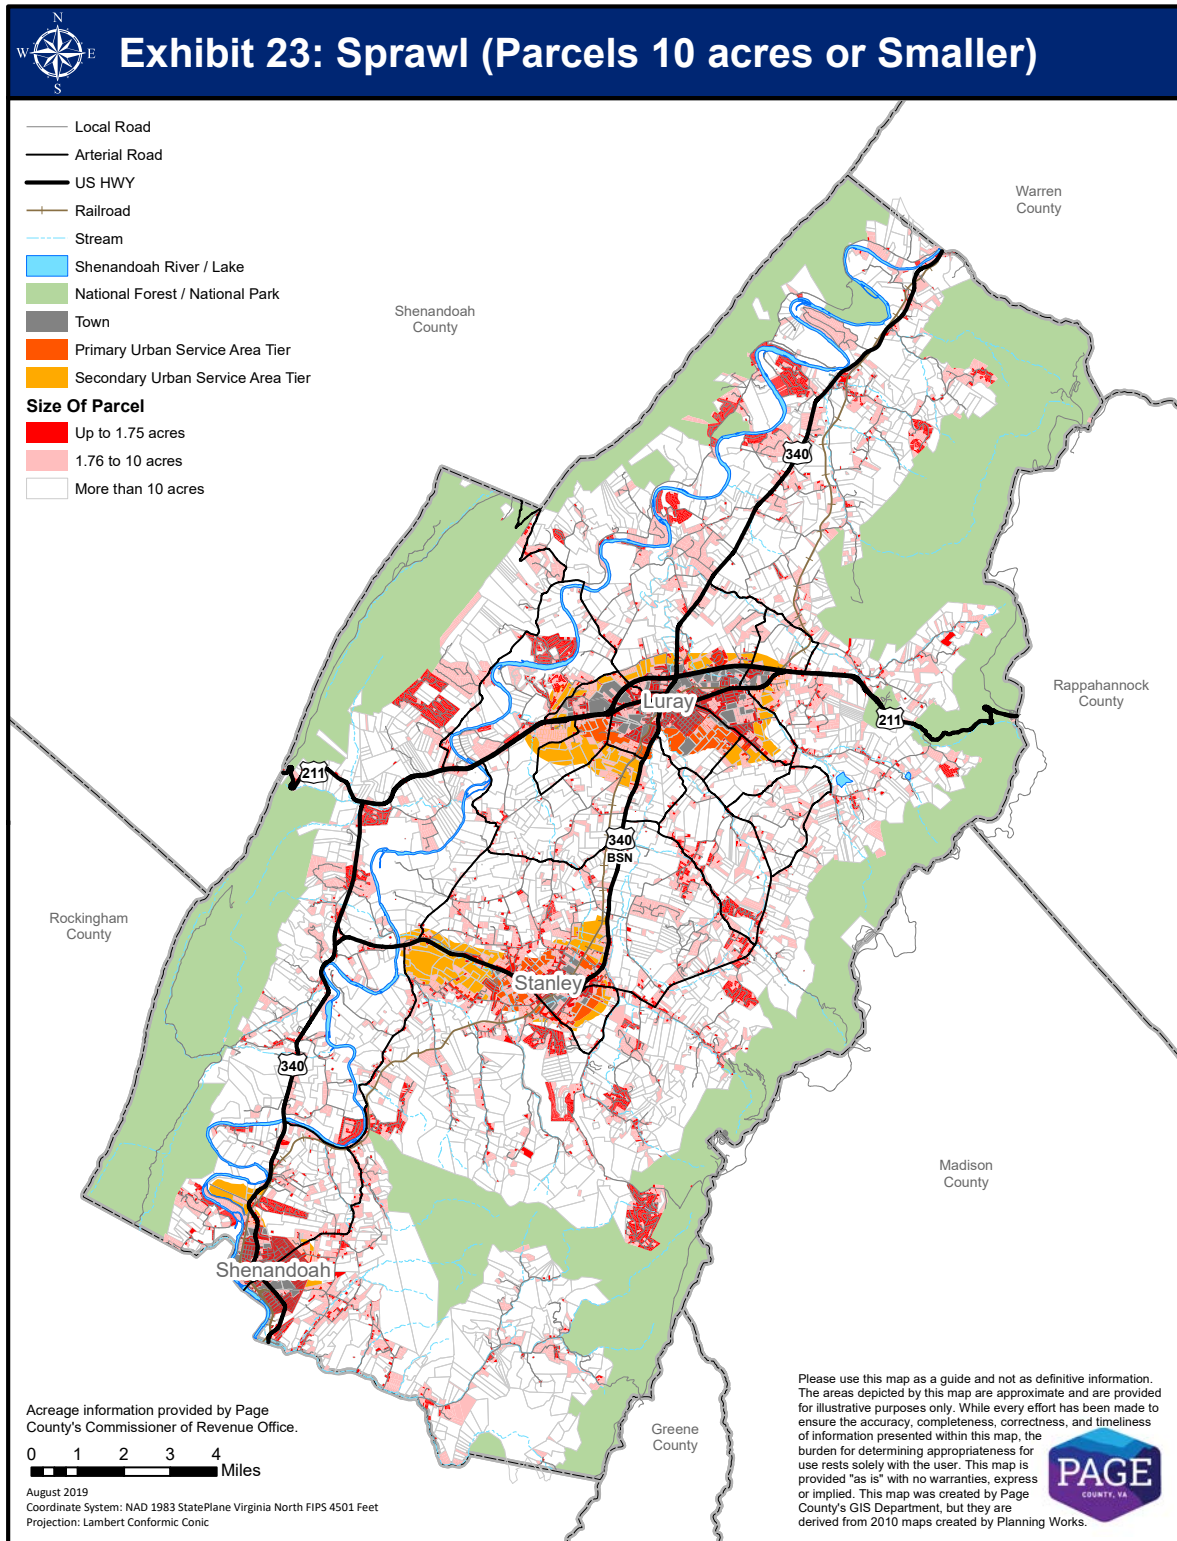 N
W
E
S
Exhibit 23: Sprawl (Parcels 10 acres or Smaller)
Local Road
Arterial Road
US HWY
Railroad
Stream
Shenandoah River / Lake
National Forest / National Park
Town
Primary Urban Service Area Tier
Secondary Urban Service Area Tier
Size Of Parcel
Up to 1.75 acres
1.76 to 10 acres
More than 10 acres
Warren
County
Shenandoah
County
340
Rappahannock
County
Luray
211
211
340
BSN
Rockingham
County
Stanley
340
Madison
County
Shenandoah
Greene
County
Acreage information provided by Page
County's Commissioner of Revenue Office.
0 1 2 3 4
Miles
August 2019
Coordinate System: NAD 1983 StatePlane Virginia North FIPS 4501 Feet
Projection: Lambert Conformic Conic
Please use this map as a guide and not as definitive information.
The areas depicted by this map are approximate and are provided
for illustrative purposes only. While every effort has been made to
ensure the accuracy, completeness, correctness, and timeliness
of information presented within this map, the
burden for determining appropriateness for
use rests solely with the user. This map is
provided "as is" with no warranties, express
or implied. This map was created by Page
County's GIS Department, but they are
derived from 2010 maps created by Planning Works.
PAGE
COUNTY, VA